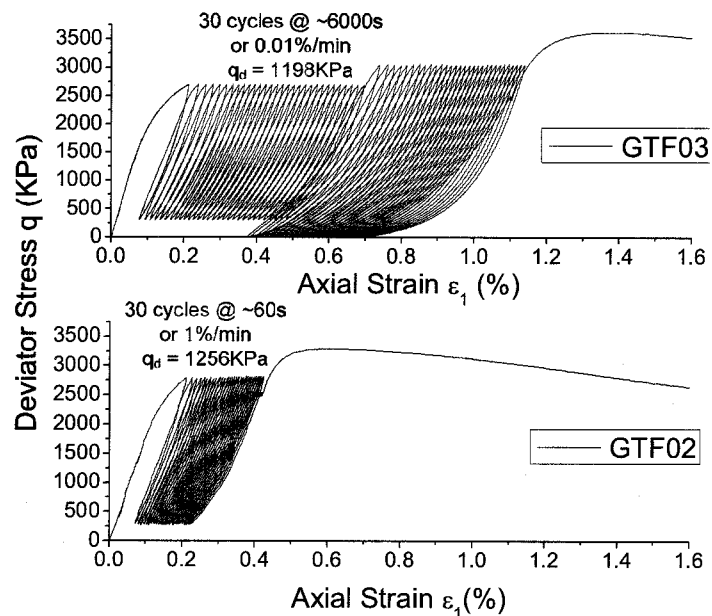 30 cycles @ ~6000s
or 0.01%/min
q_d = 1198KPa
3500
3000
2500
2000
1500
1000
500
0
GTF03
0.0 0.2 0.4 0.6 0.8 1.0 1.2 1.4 1.6
Axial Strain ε₁ (%)
Deviator Stress q (KPa)
30 cycles @ ~60s
or 1%/min
q_d = 1256KPa
3500
3000
2500
2000
1500
1000
500
0
GTF02
0.0 0.2 0.4 0.6 0.8 1.0 1.2 1.4 1.6
Axial Strain ε₁(%)